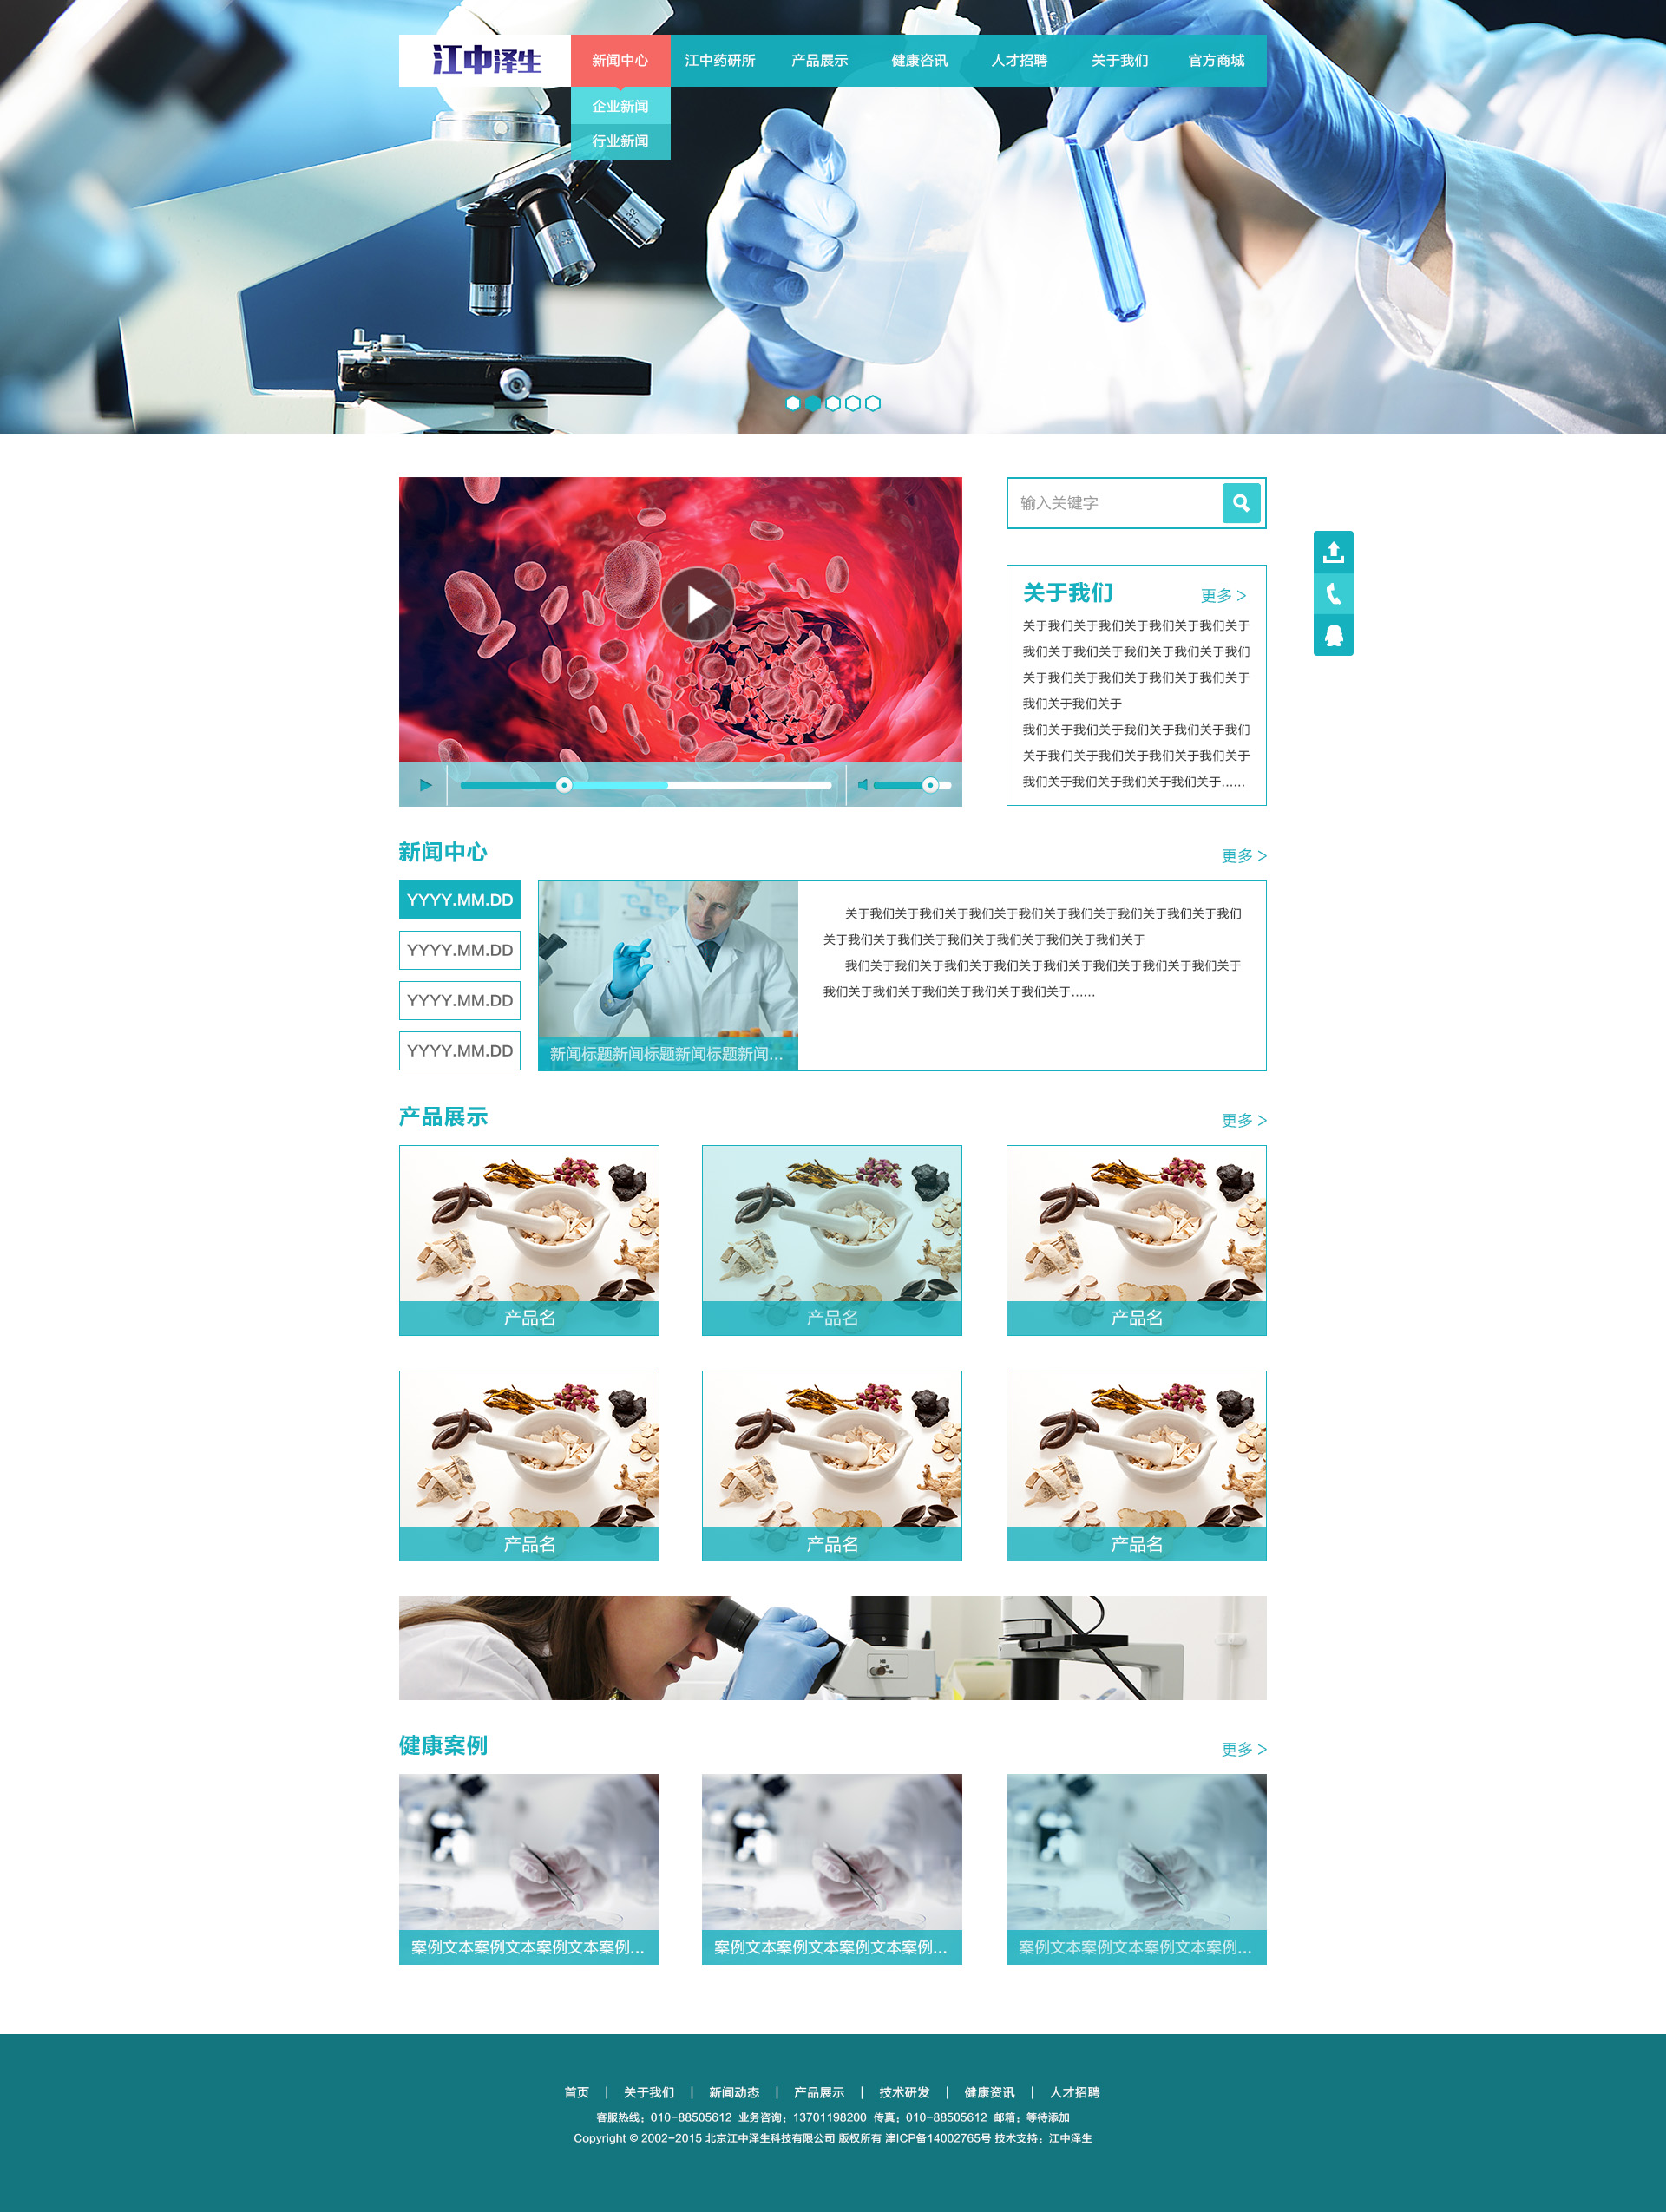 江中泽生
新闻中心 江中药研所 产品展示 健康咨讯 人才招聘 关于我们 官方商城
企业新闻
行业新闻
输入关键字
关于我们 更多 >
关于我们关于我们关于我们关于我们关于
我们关于我们关于我们关于我们关于我们
关于我们关于我们关于我们关于我们关于
我们关于我们关于
我们关于我们关于我们关于我们关于我们
关于我们关于我们关于我们关于我们关于
我们关于我们关于我们关于我们关于......
新闻中心 更多 >
YYYY.MM.DD
YYYY.MM.DD
YYYY.MM.DD
YYYY.MM.DD
新闻标题新闻标题新闻标题新闻...
关于我们关于我们关于我们关于我们关于我们关于我们关于我们关于我们
关于我们关于我们关于我们关于我们关于我们关于我们关于
我们关于我们关于我们关于我们关于我们关于我们关于我们关于我们关于
我们关于我们关于我们关于我们关于我们关于......
产品展示 更多 >
产品名 产品名 产品名
产品名 产品名 产品名
健康案例 更多 >
案例文本案例文本案例文本案例... 案例文本案例文本案例文本案例... 案例文本案例文本案例文本案例...
首页 | 关于我们 | 新闻动态 | 产品展示 | 技术研发 | 健康资讯 | 人才招聘
客服热线：010-88505612 业务咨询：13701198200 传真：010-88505612 邮箱：等待添加
Copyright © 2002-2015 北京江中泽生科技有限公司 版权所有 津ICP备14002765号 技术支持：江中泽生